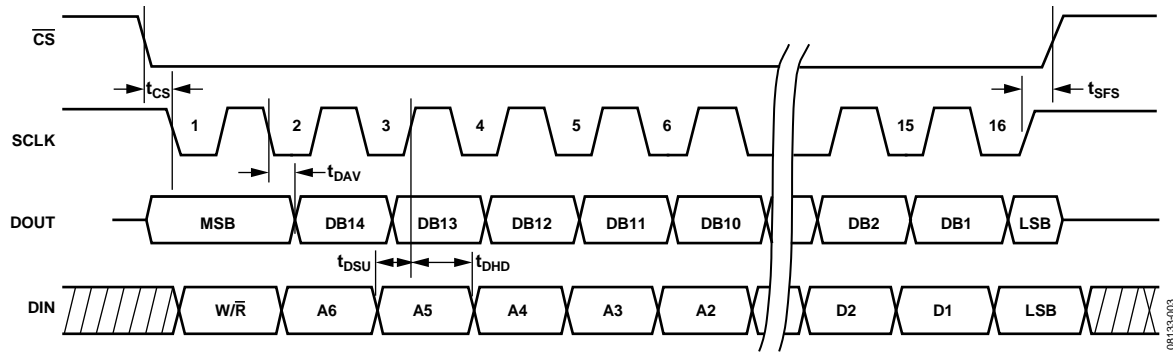 CS
tCS
tSFS
SCLK
1
2
3
4
5
6
15
16
tDAV
DOUT
MSB
DB14
DB13
DB12
DB11
DB10
DB2
DB1
LSB
tDSU
tDHD
DIN
W/R
A6
A5
A4
A3
A2
D2
D1
LSB
08133-003